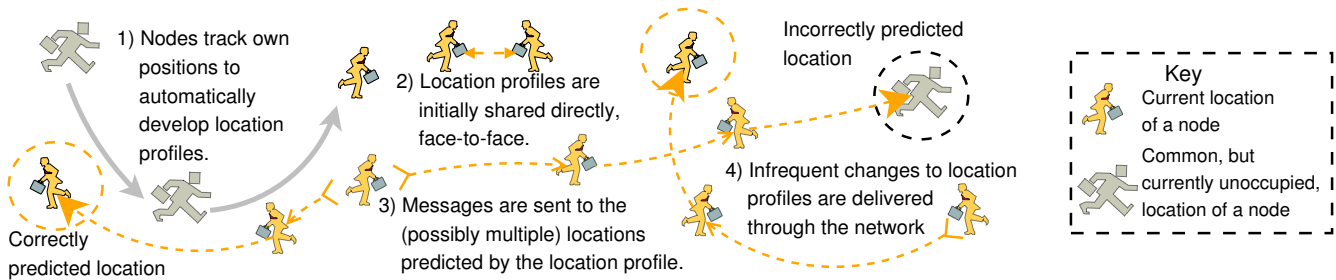 1) Nodes track own
positions to
automatically
develop location
profiles.
2) Location profiles are
initially shared directly,
face-to-face.
3) Messages are sent to the
(possibly multiple) locations
predicted by the location profile.
4) Infrequent changes to location
profiles are delivered
through the network
Correctly
predicted location
Incorrectly predicted
location
Key
Current location
of a node
Common, but
currently unoccupied,
location of a node